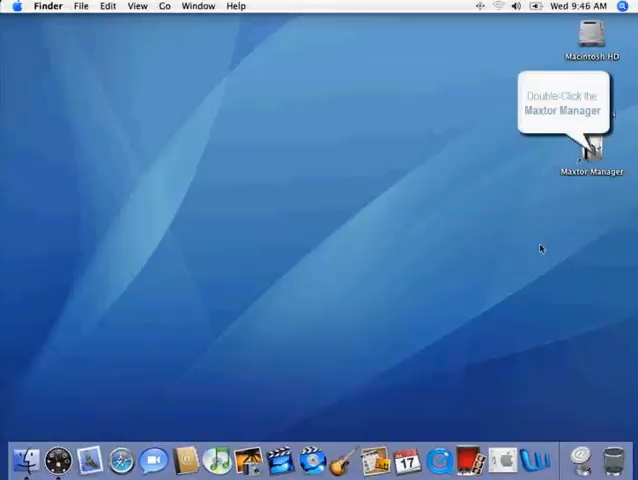 Finder File Edit View Go Window Help Wed 9:46 AM
Macintosh HD
Double-Click the
Maxtor Manager
Maxtor Manager
17